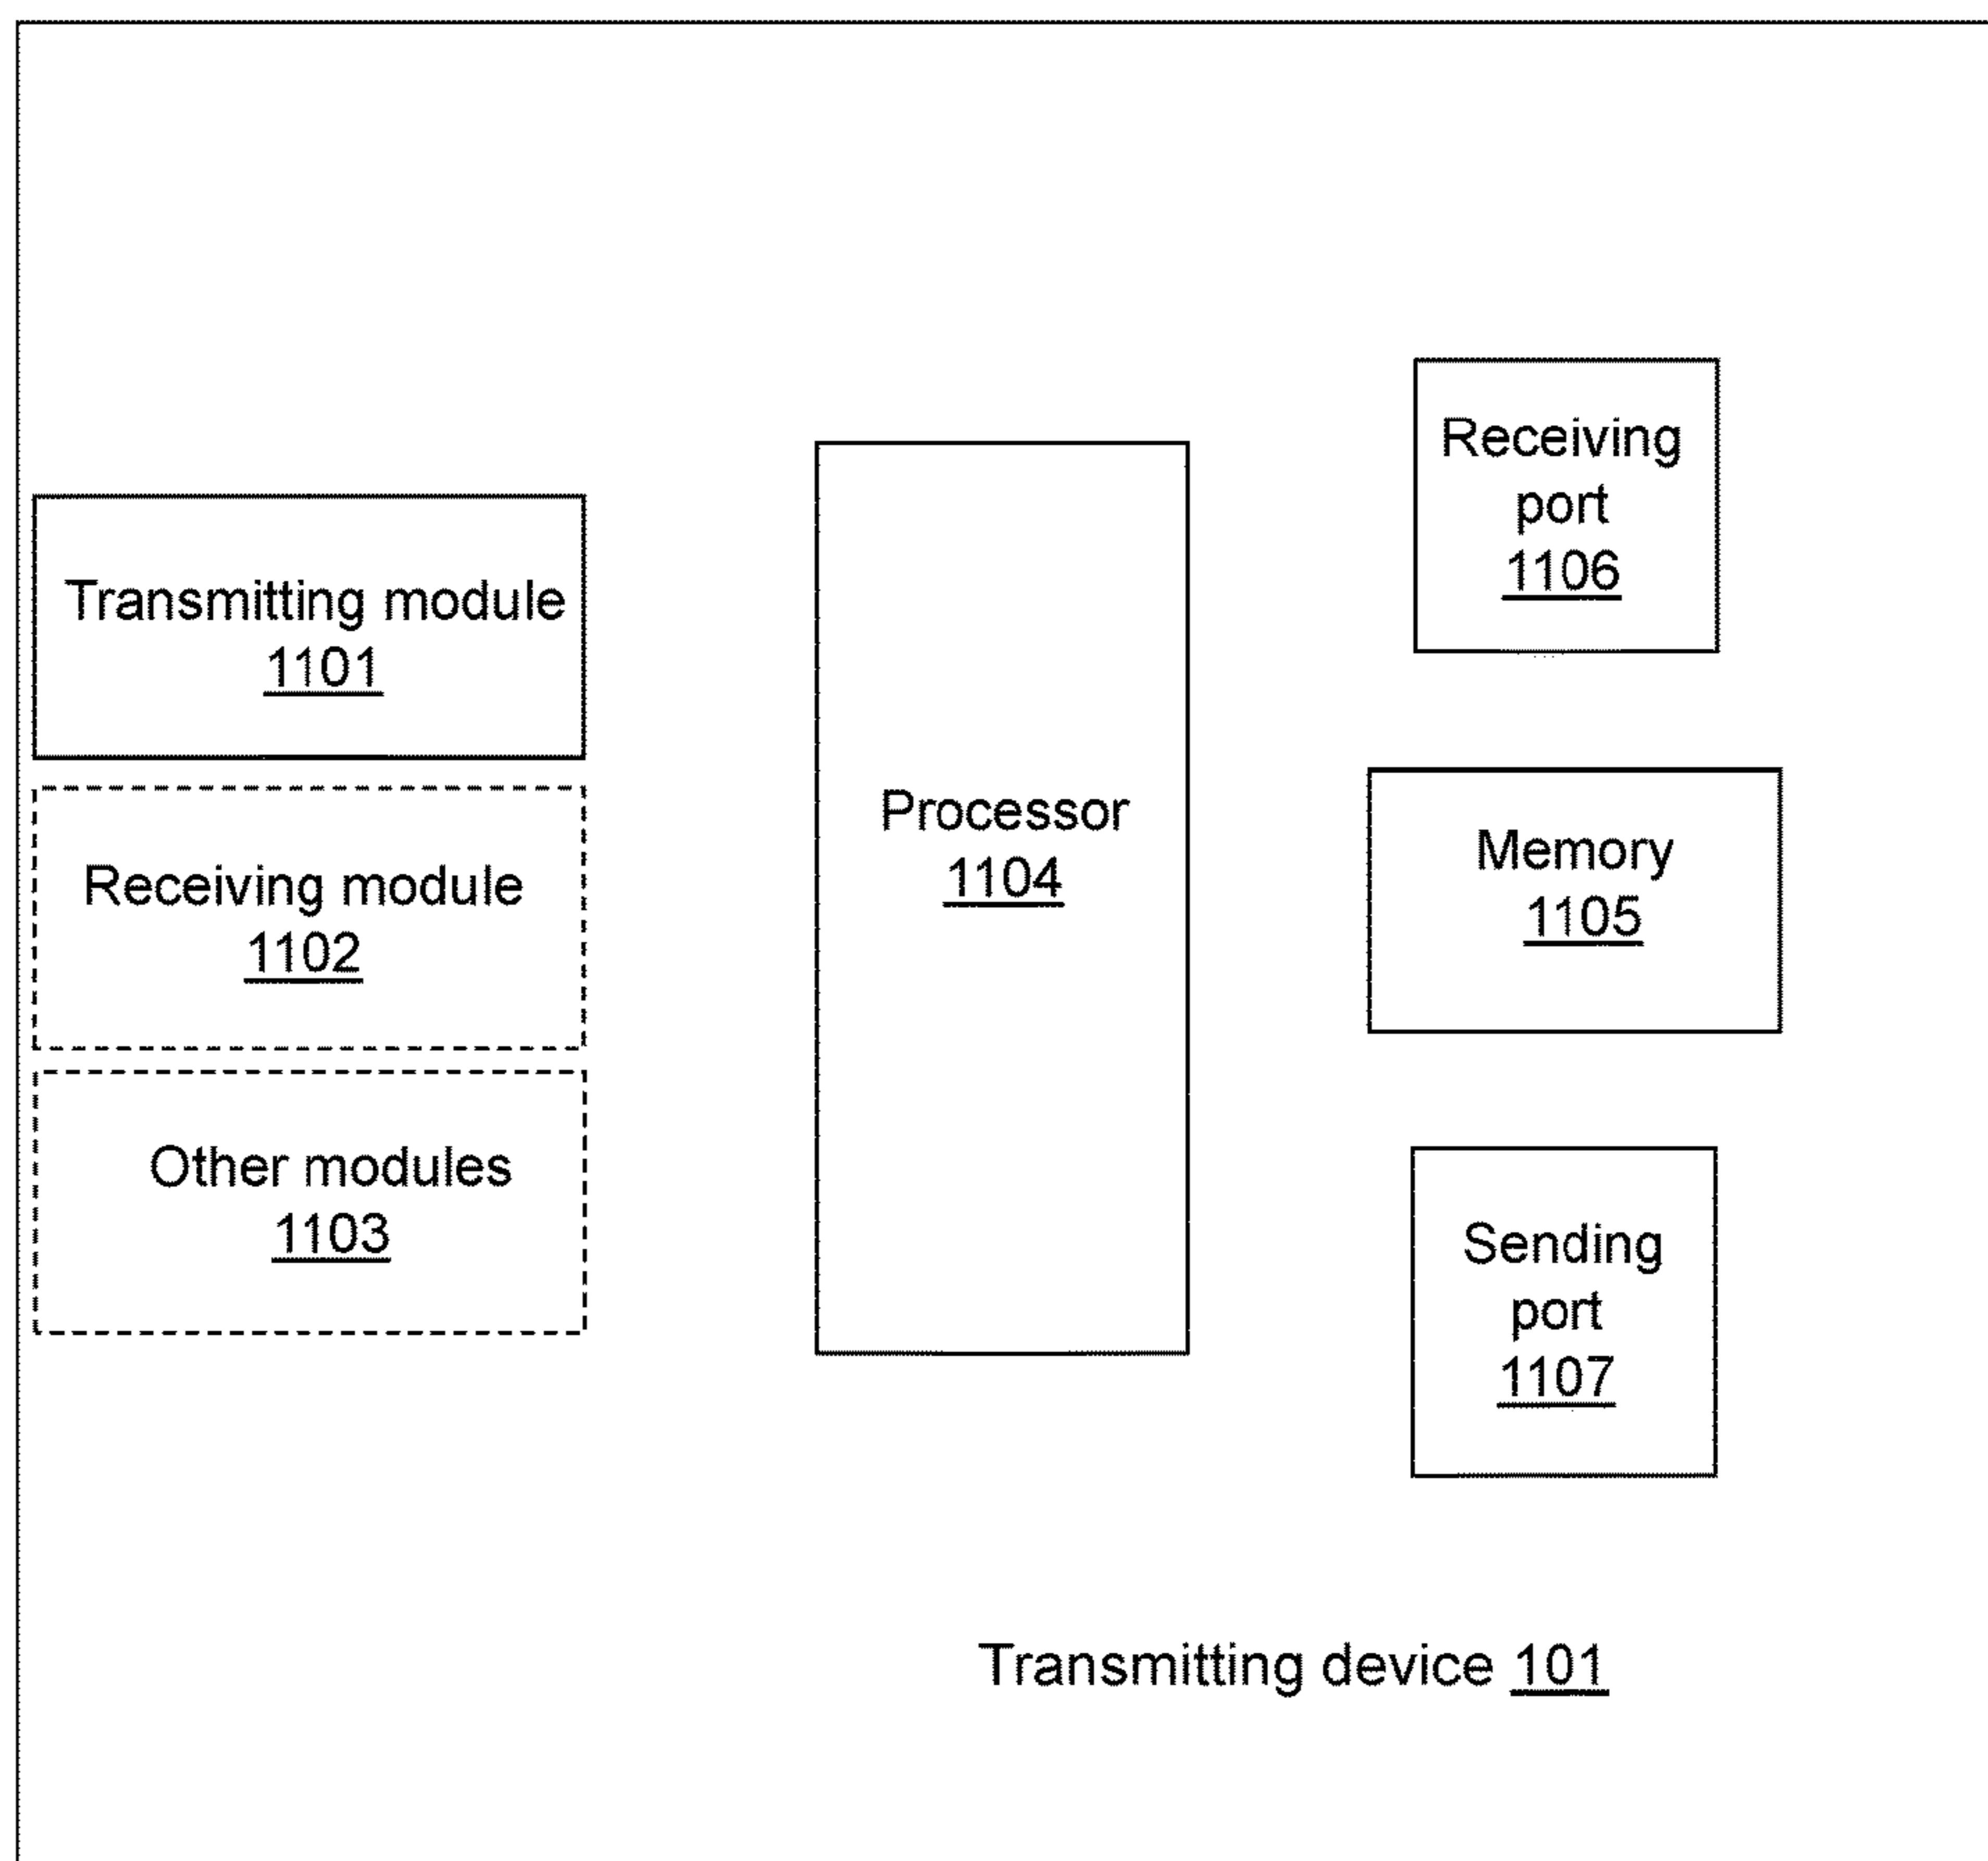 Transmitting module
1101
Receiving module
1102
Other modules
1103
Processor
1104
Receiving
port
1106
Memory
1105
Sending
port
1107
Transmitting device 101